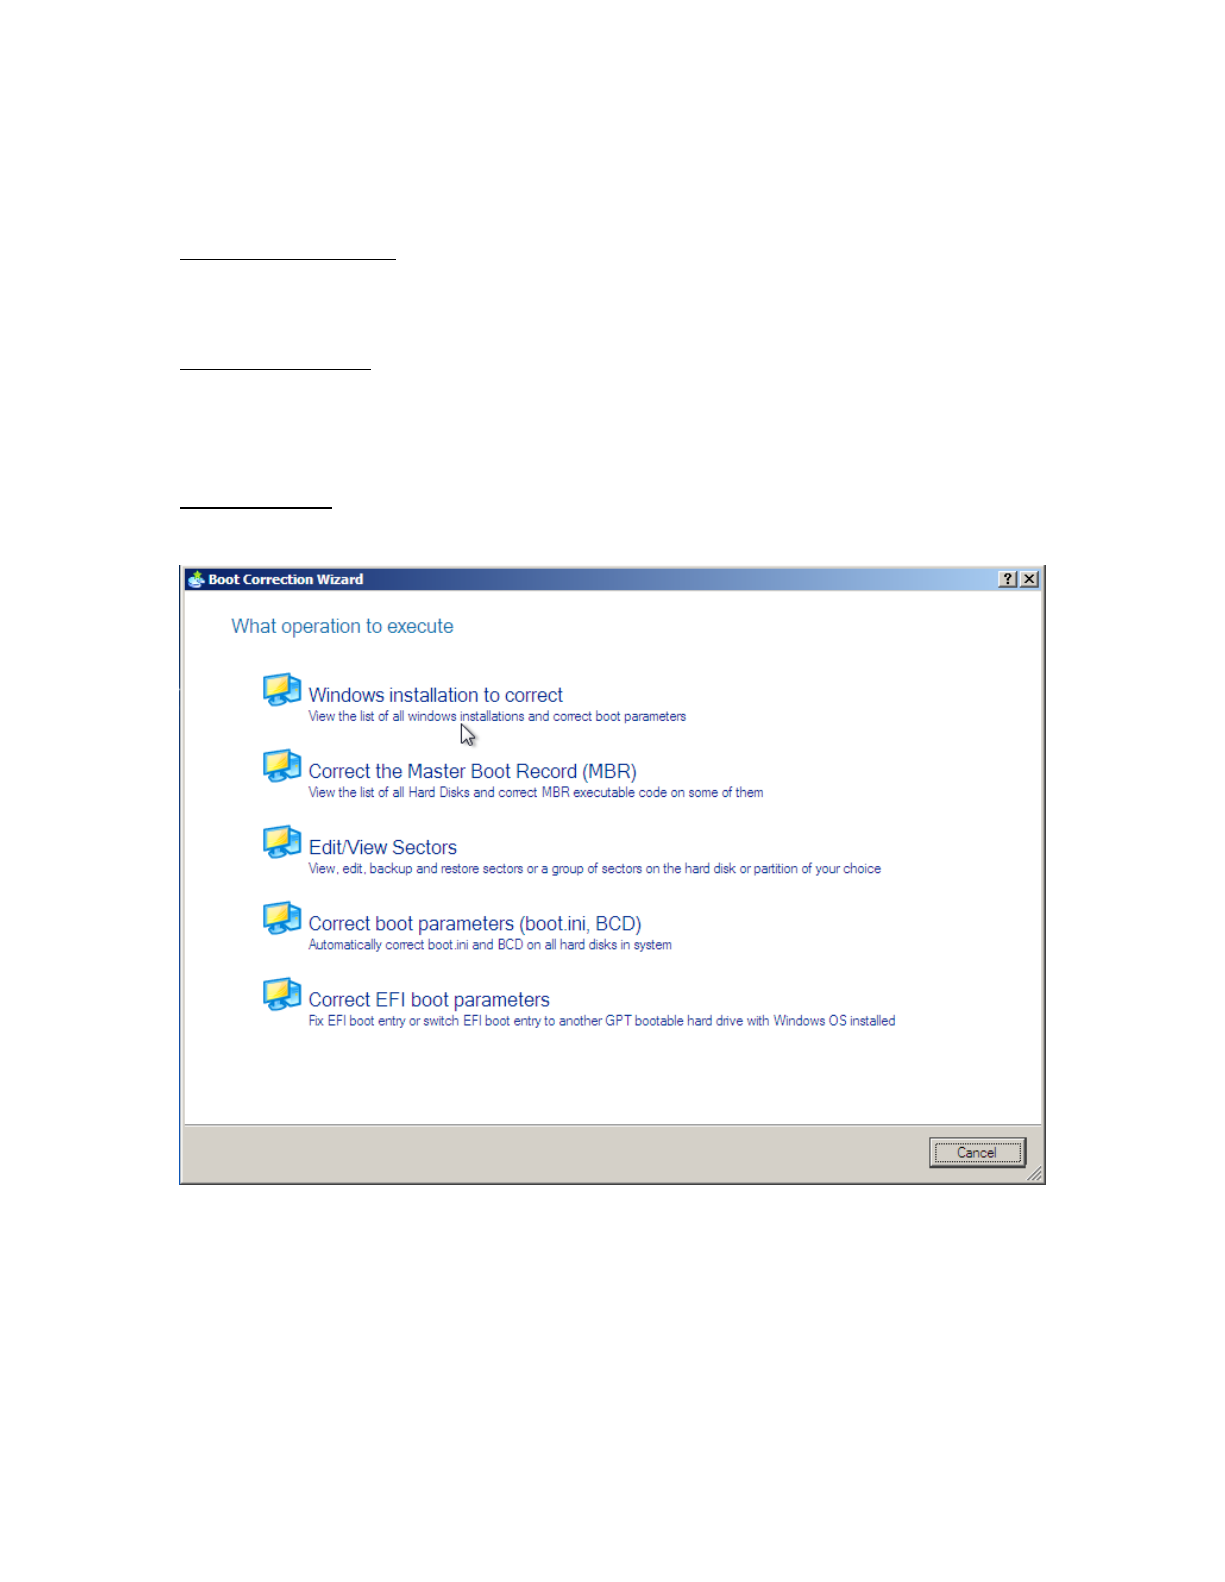 Boot Correction Wizard
What operation to execute
Windows installation to correct
View the list of all windows installations and correct boot parameters
Correct the Master Boot Record (MBR)
View the list of all Hard Disks and correct MBR executable code on some of them
Edit/View Sectors
View, edit, backup and restore sectors or a group of sectors on the hard disk or partition of your choice
Correct boot parameters (boot.ini, BCD)
Automatically correct boot.ini and BCD on all hard disks in system
Correct EFI boot parameters
Fix EFI boot entry or switch EFI boot entry to another GPT bootable hard drive with Windows OS installed
Cancel